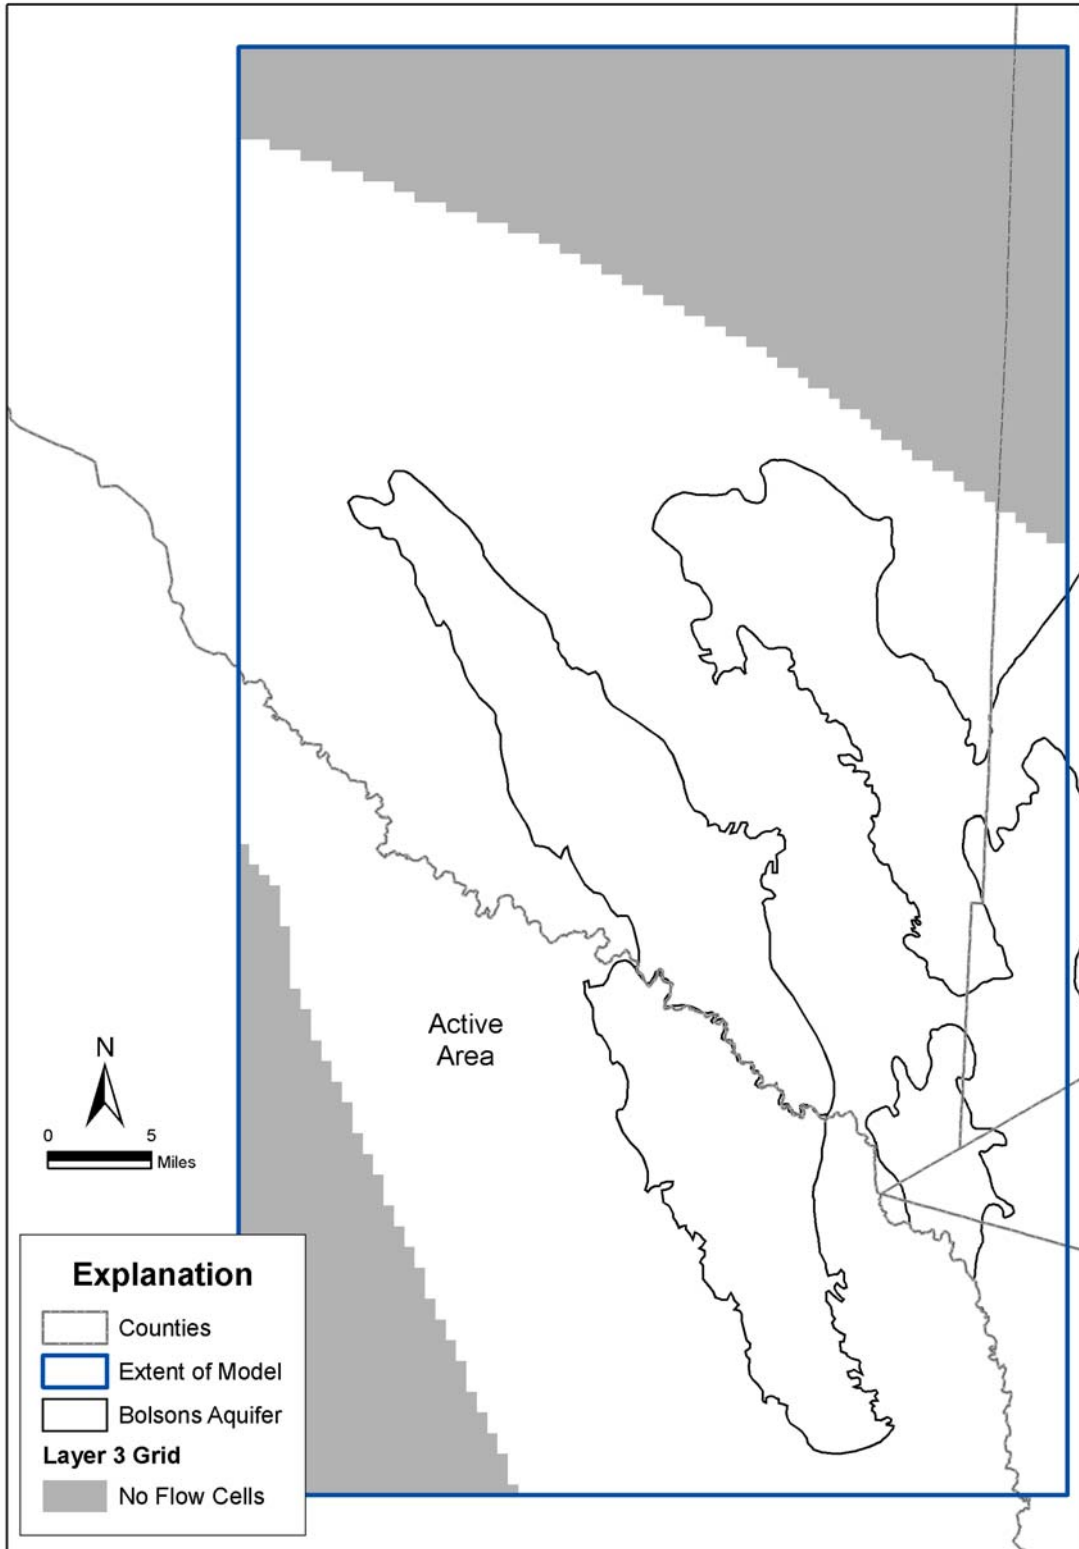 Active
Area
N
0 5
Miles
Explanation
Counties
Extent of Model
Bolsons Aquifer
Layer 3 Grid
No Flow Cells